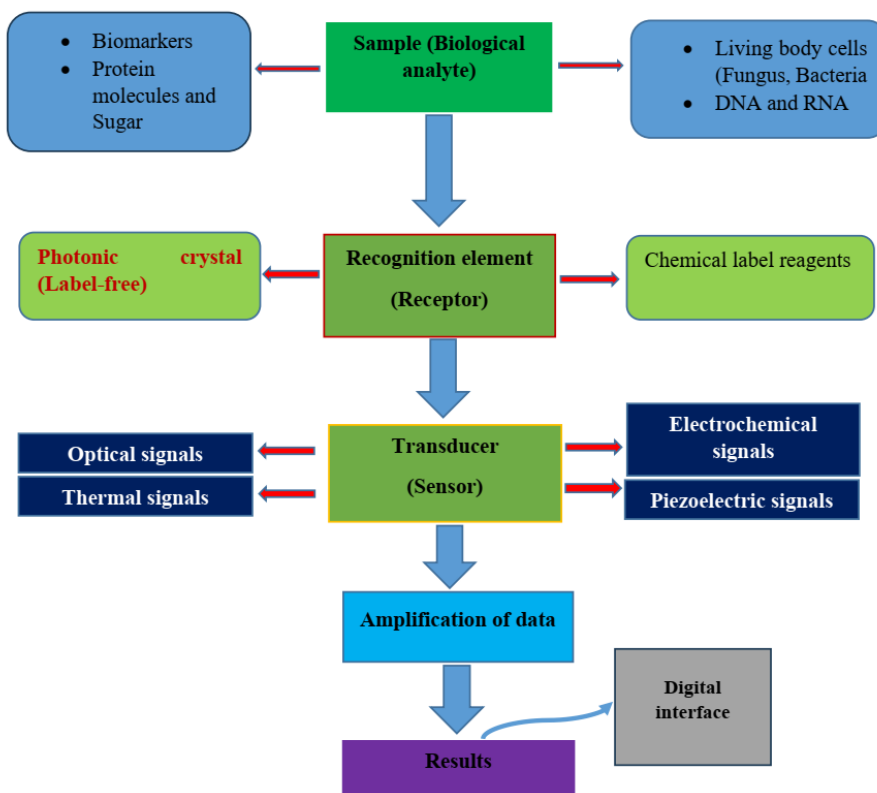 • Biomarkers
• Protein
molecules and
Sugar
Sample (Biological
analyte)
• Living body cells
(Fungus, Bacteria
• DNA and RNA
Photonic crystal
(Label-free)
Recognition element
(Receptor)
Chemical label reagents
Optical signals
Thermal signals
Transducer
(Sensor)
Electrochemical
signals
Piezoelectric signals
Amplification of data
Digital
interface
Results